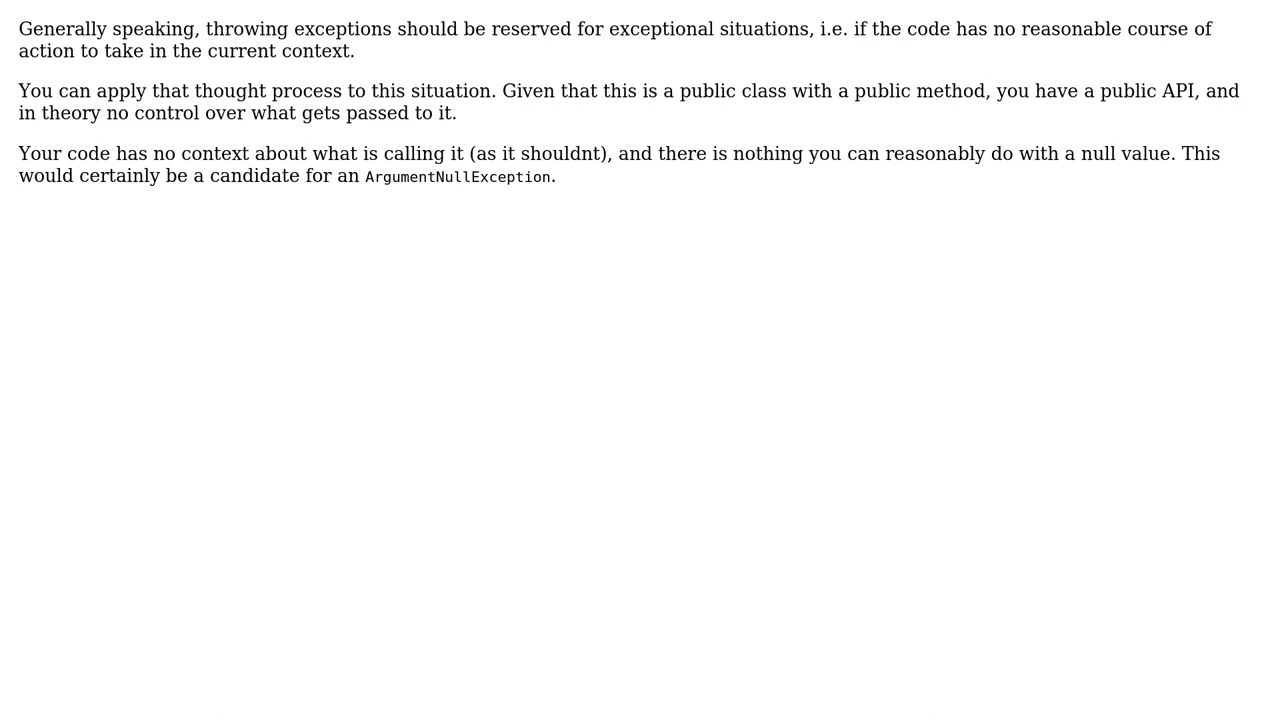 Generally speaking, throwing exceptions should be reserved for exceptional situations, i.e. if the code has no reasonable course of
action to take in the current context.
You can apply that thought process to this situation. Given that this is a public class with a public method, you have a public API, and
in theory no control over what gets passed to it.
Your code has no context about what is calling it (as it shouldnt), and there is nothing you can reasonably do with a null value. This
would certainly be a candidate for an ArgumentNullException.